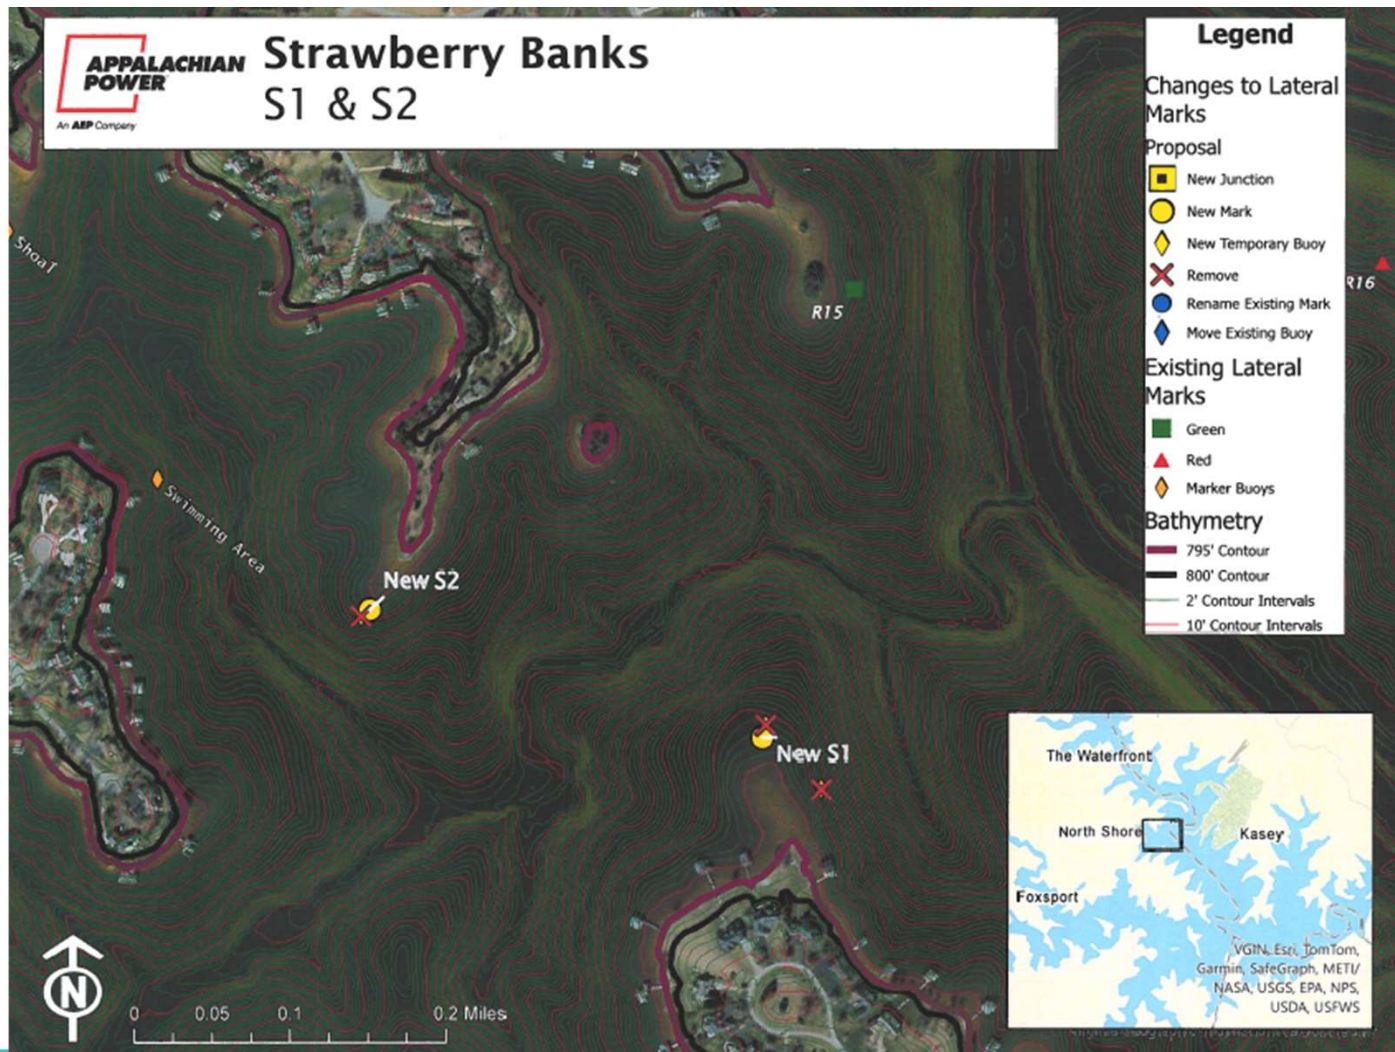 APPALACHIAN
POWER
An AEP Company
Strawberry Banks
S1 & S2
Legend
Changes to Lateral
Marks
Proposal
New Junction
New Mark
New Temporary Buoy
Remove
Rename Existing Mark
Move Existing Buoy
Existing Lateral
Marks
Green
Red
Marker Buoys
Bathymetry
795' Contour
800' Contour
2' Contour Intervals
10' Contour Intervals
Shoal
R15
R16
Swimming Area
New S2
New S1
The Waterfront
North Shore
Kasey
Foxsport
VGIN, Esri, TomTom,
Garmin, SafeGraph, METI/
NASA, USGS, EPA, NPS,
USDA, USFWS
N
0 0.05 0.1 0.2 Miles